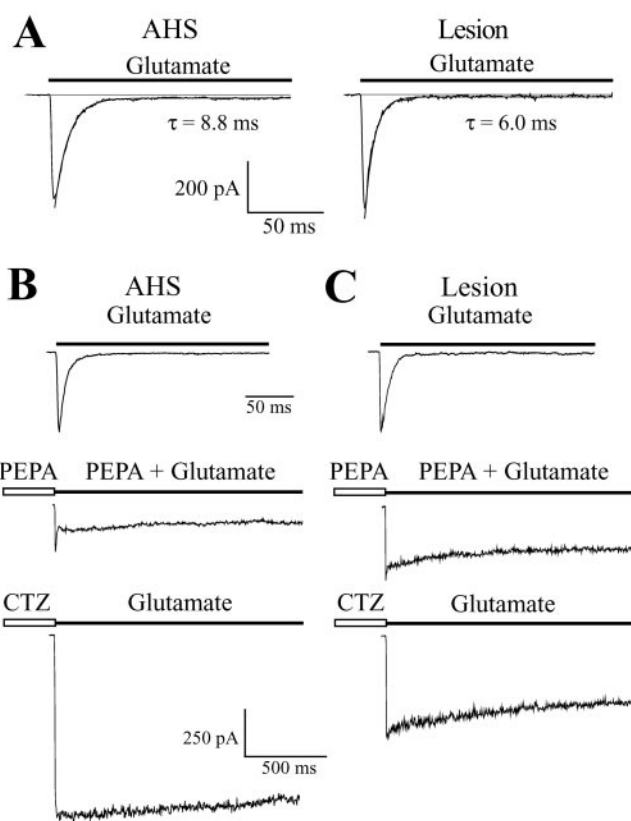 A
AHS
Lesion
Glutamate
Glutamate
τ = 8.8 ms
τ = 6.0 ms
200 pA
50 ms
B
AHS
C
Lesion
Glutamate
Glutamate
50 ms
PEPA
PEPA + Glutamate
PEPA
PEPA + Glutamate
CTZ
Glutamate
CTZ
Glutamate
250 pA
500 ms